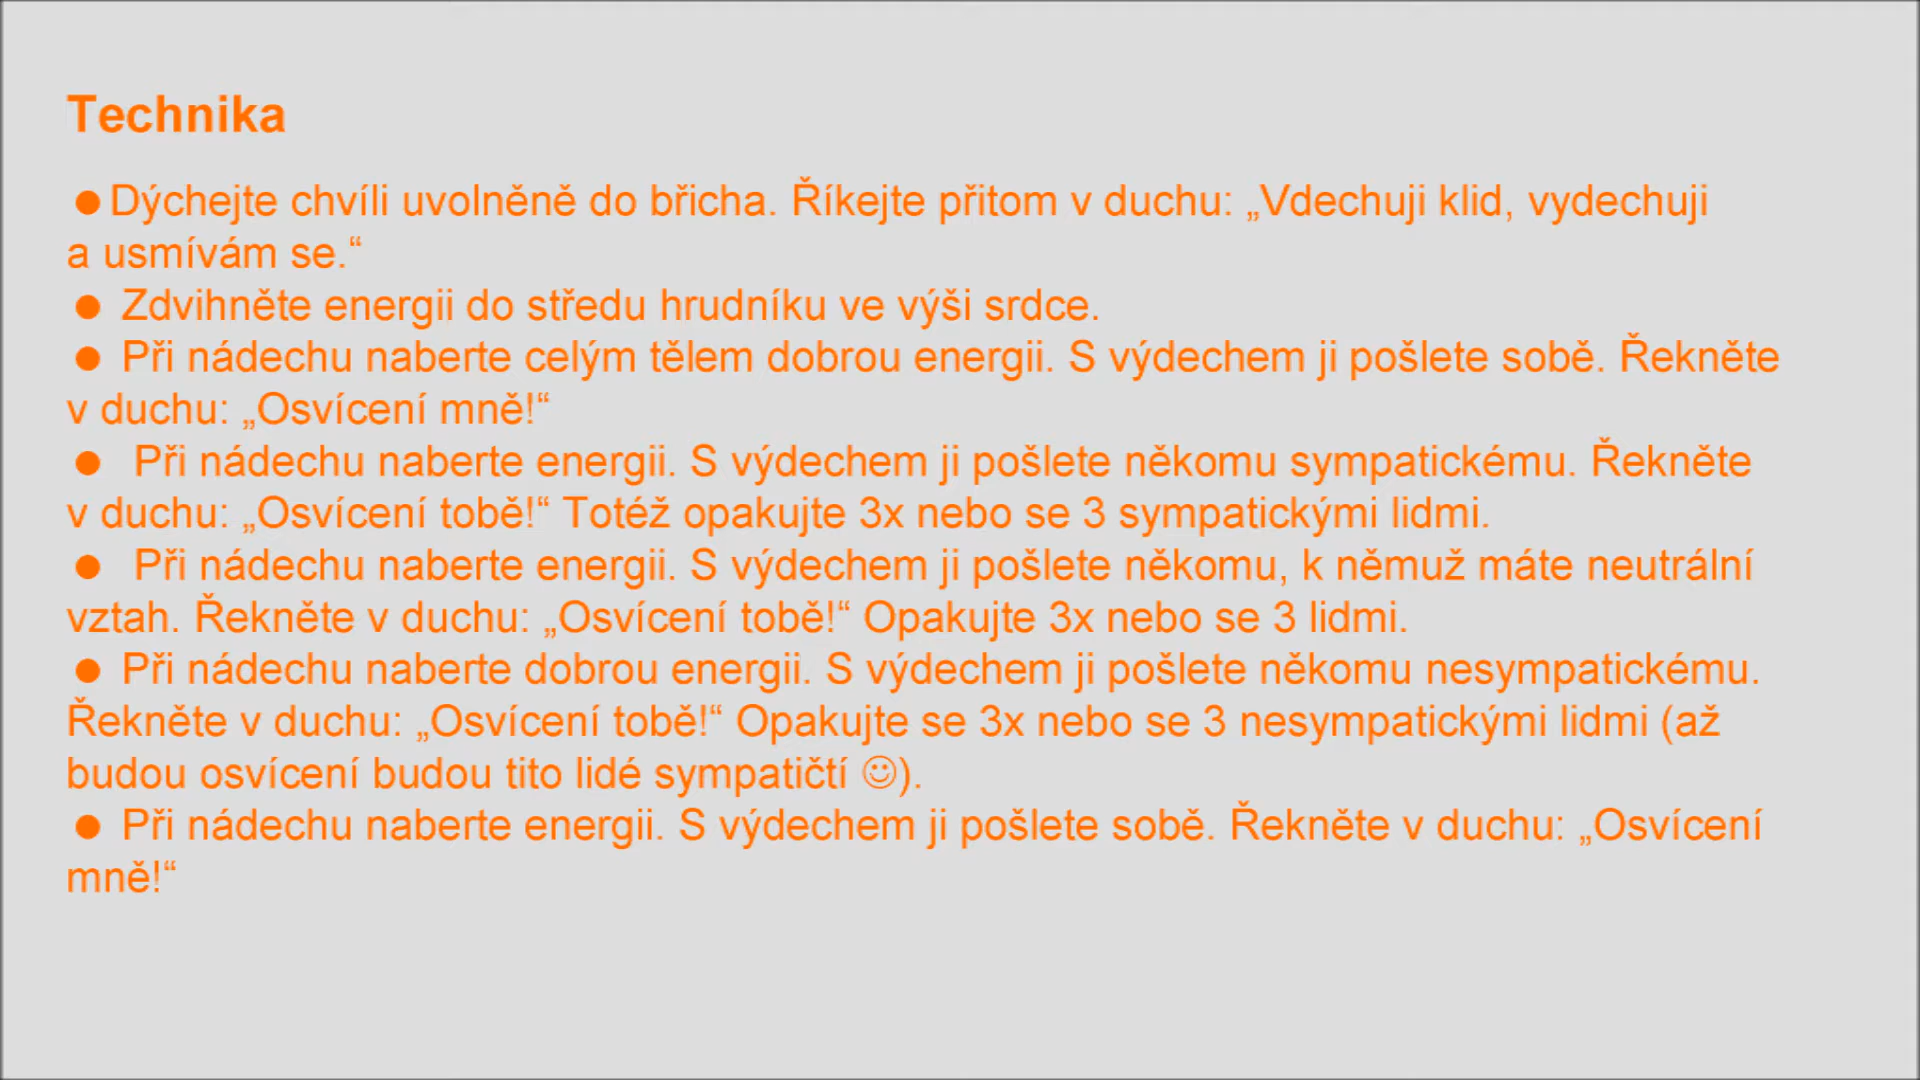 Technika
●Dýchejte chvíli uvolněně do břicha. Říkejte přitom v duchu: „Vdechuji klid, vydechuji
a usmívám se.“
● Zdvihněte energii do středu hrudníku ve výši srdce.
● Při nádechu naberte celým tělem dobrou energii. S výdechem ji pošlete sobě. Řekněte
v duchu: „Osvícení mně!“
● Při nádechu naberte energii. S výdechem ji pošlete někomu sympatickému. Řekněte
v duchu: „Osvícení tobě!“ Totéž opakujte 3x nebo se 3 sympatickými lidmi.
● Při nádechu naberte energii. S výdechem ji pošlete někomu, k němuž máte neutrální
vztah. Řekněte v duchu: „Osvícení tobě!“ Opakujte 3x nebo se 3 lidmi.
● Při nádechu naberte dobrou energii. S výdechem ji pošlete někomu nesympatickému.
Řekněte v duchu: „Osvícení tobě!“ Opakujte se 3x nebo se 3 nesympatickými lidmi (až
budou osvícení budou tito lidé sympatičtí ☺).
● Při nádechu naberte energii. S výdechem ji pošlete sobě. Řekněte v duchu: „Osvícení
mně!“